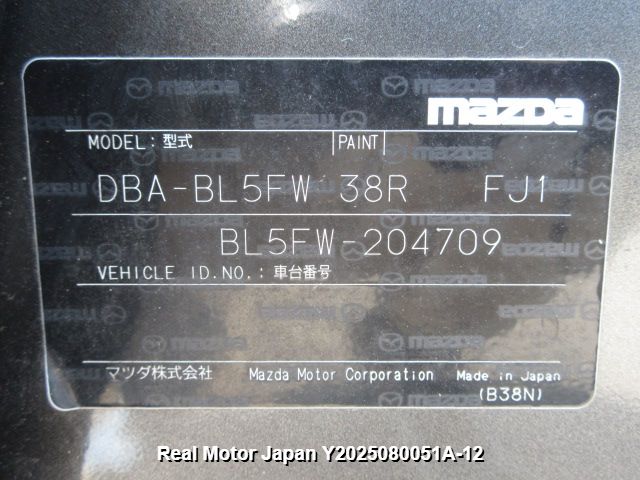 mazda
MODEL: 型式 PAINT
DBA-BL5FW 38R FJ1
BL5FW-204709
VEHICLE ID.NO.: 車台番号
マツダ株式会社 Mazda Motor Corporation Made in Japan
(B38N)
Real Motor Japan Y2025080051A-12